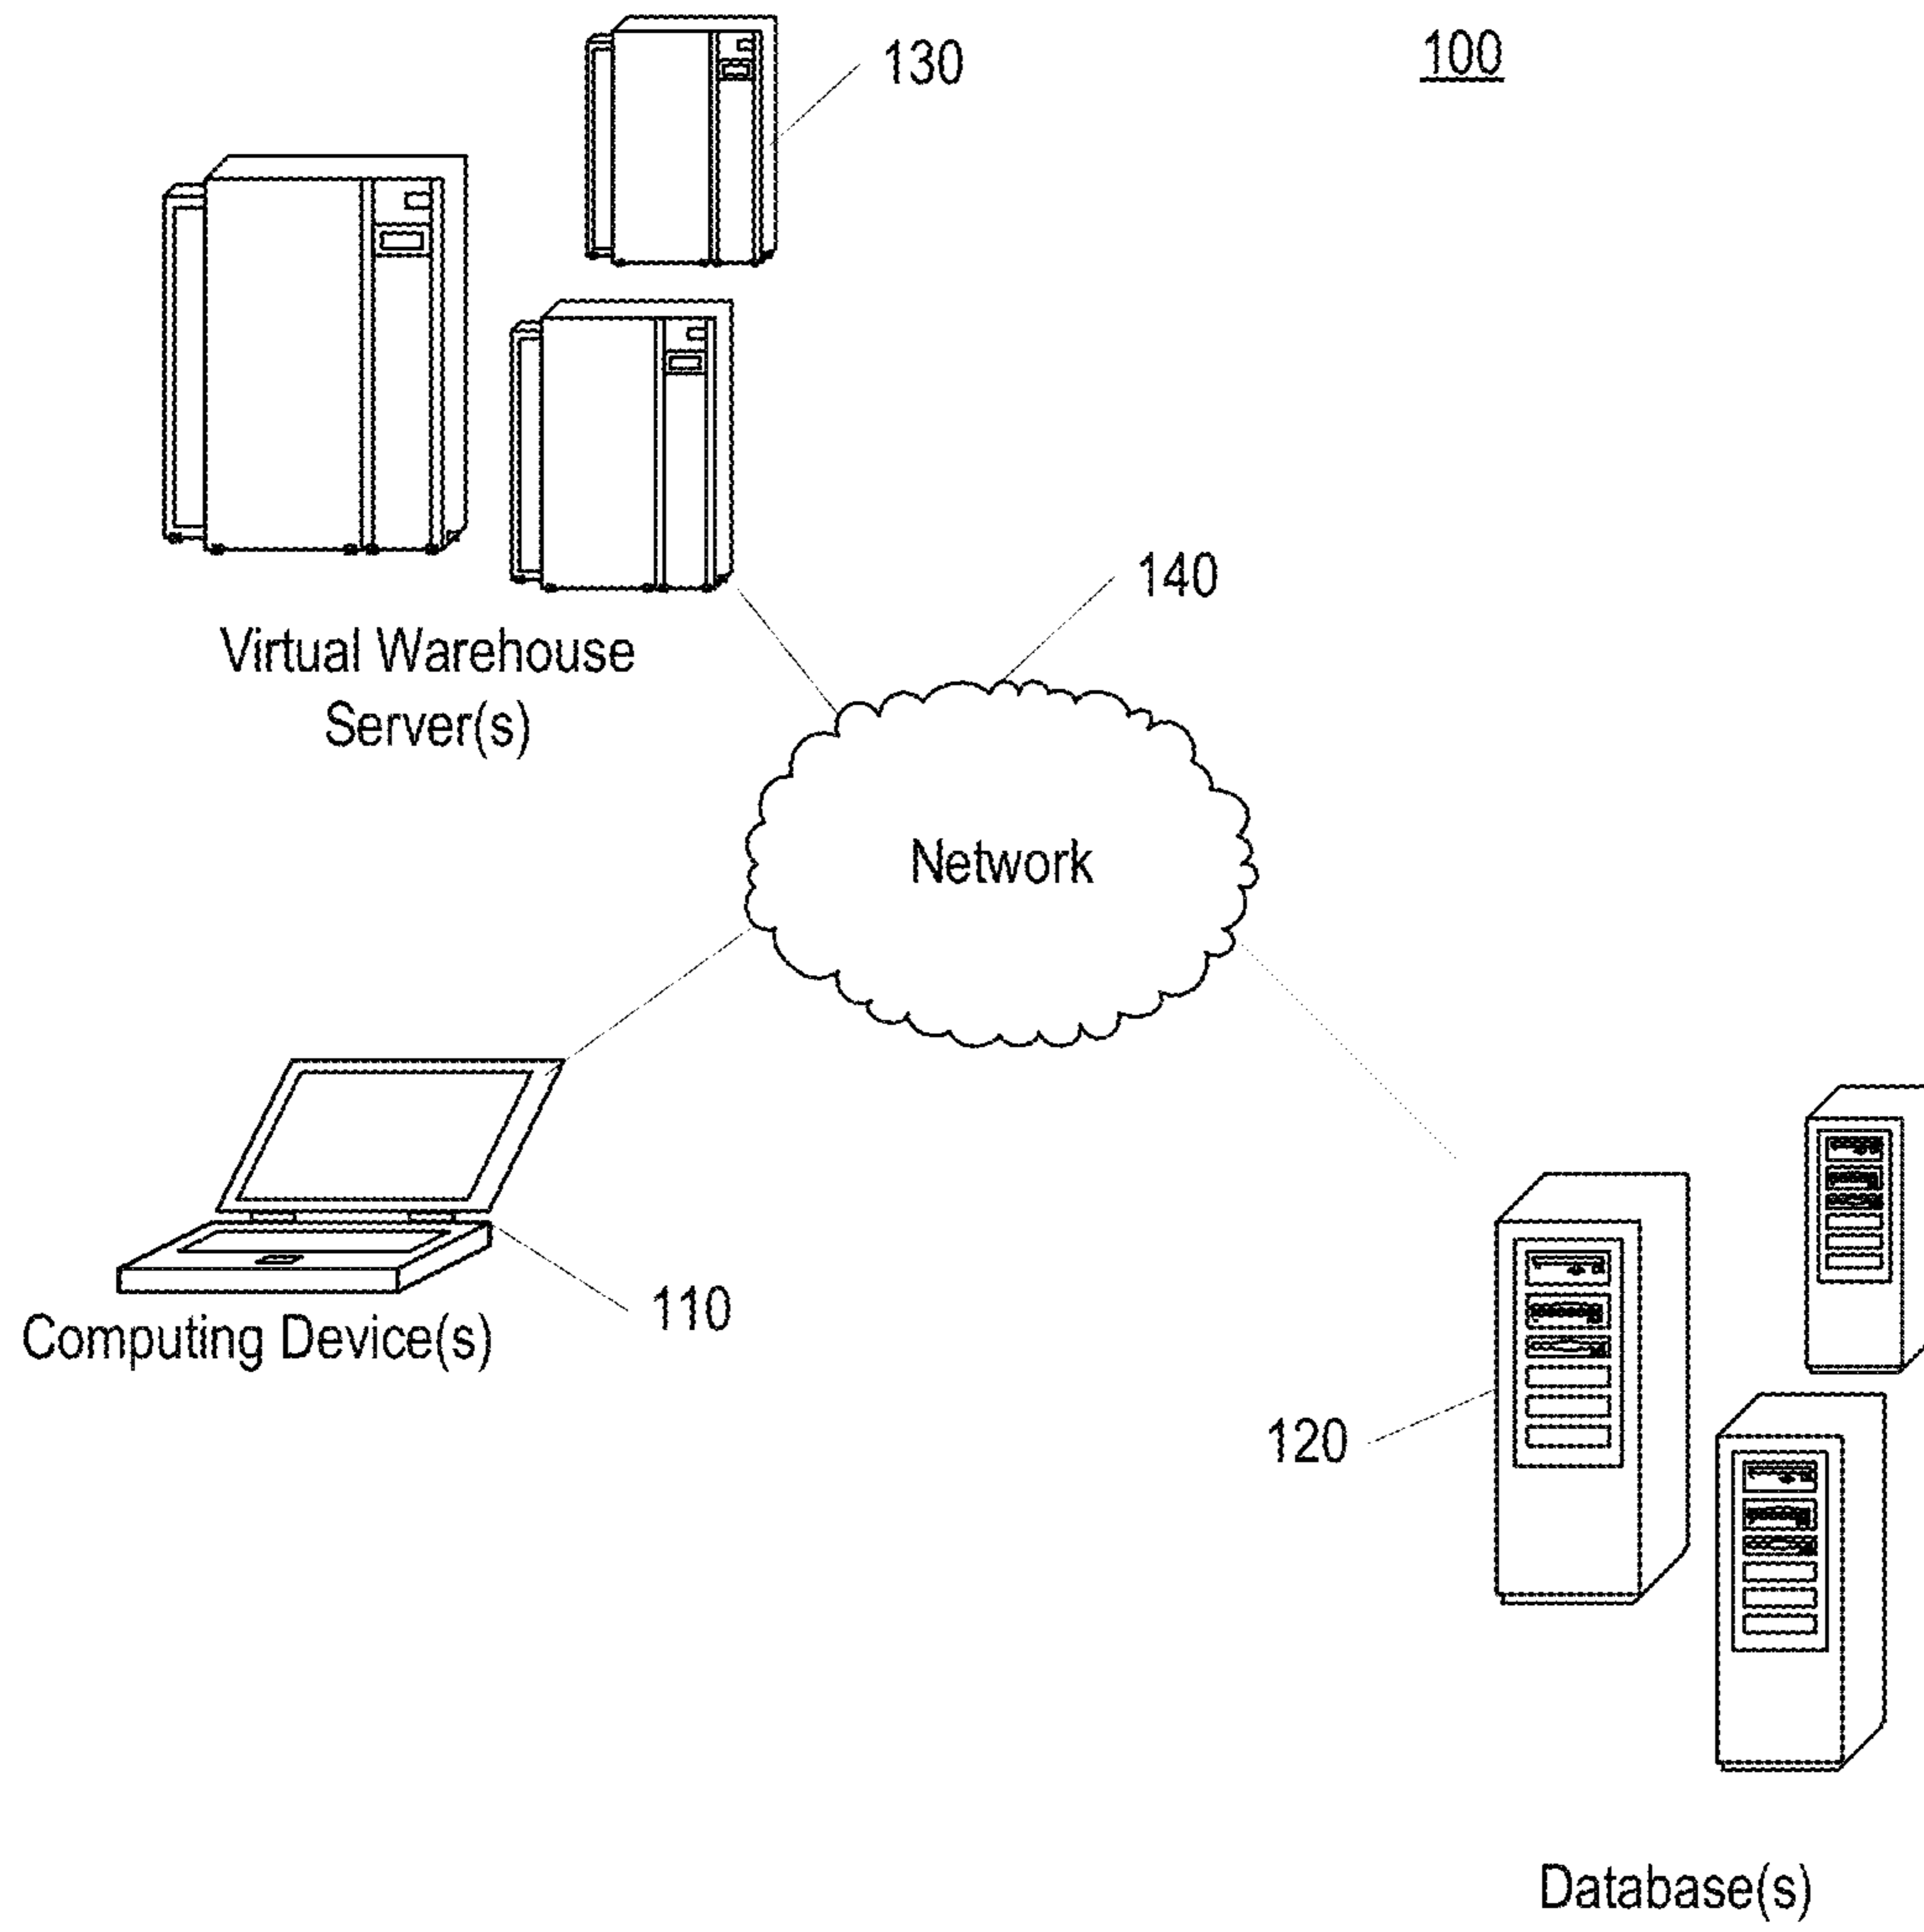 130
100
Virtual Warehouse
Server(s)
140
Network
110
Computing Device(s)
120
Database(s)